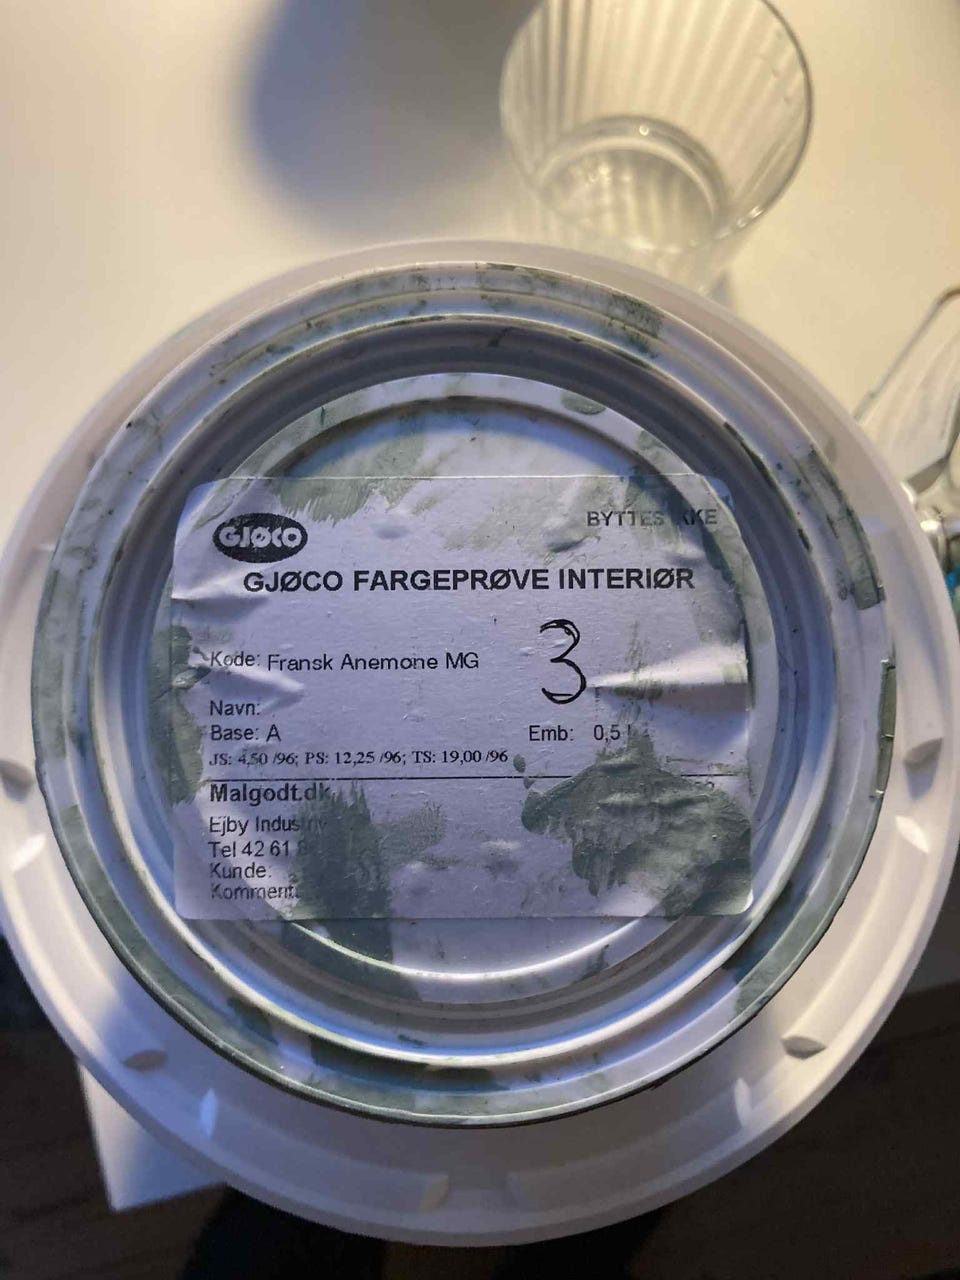 GJØCO
BYTTES
GJØCO FARGEPRØVE INTERIØR
Kode: Fransk Anemone MG
3
Navn:
Base: A
Emb: 0,5 l
JS: 4,50 /96; PS: 12,25 /96; TS: 19,00 /96
Malgodt.dk
Ejby
Tel 42 61
Kunde: